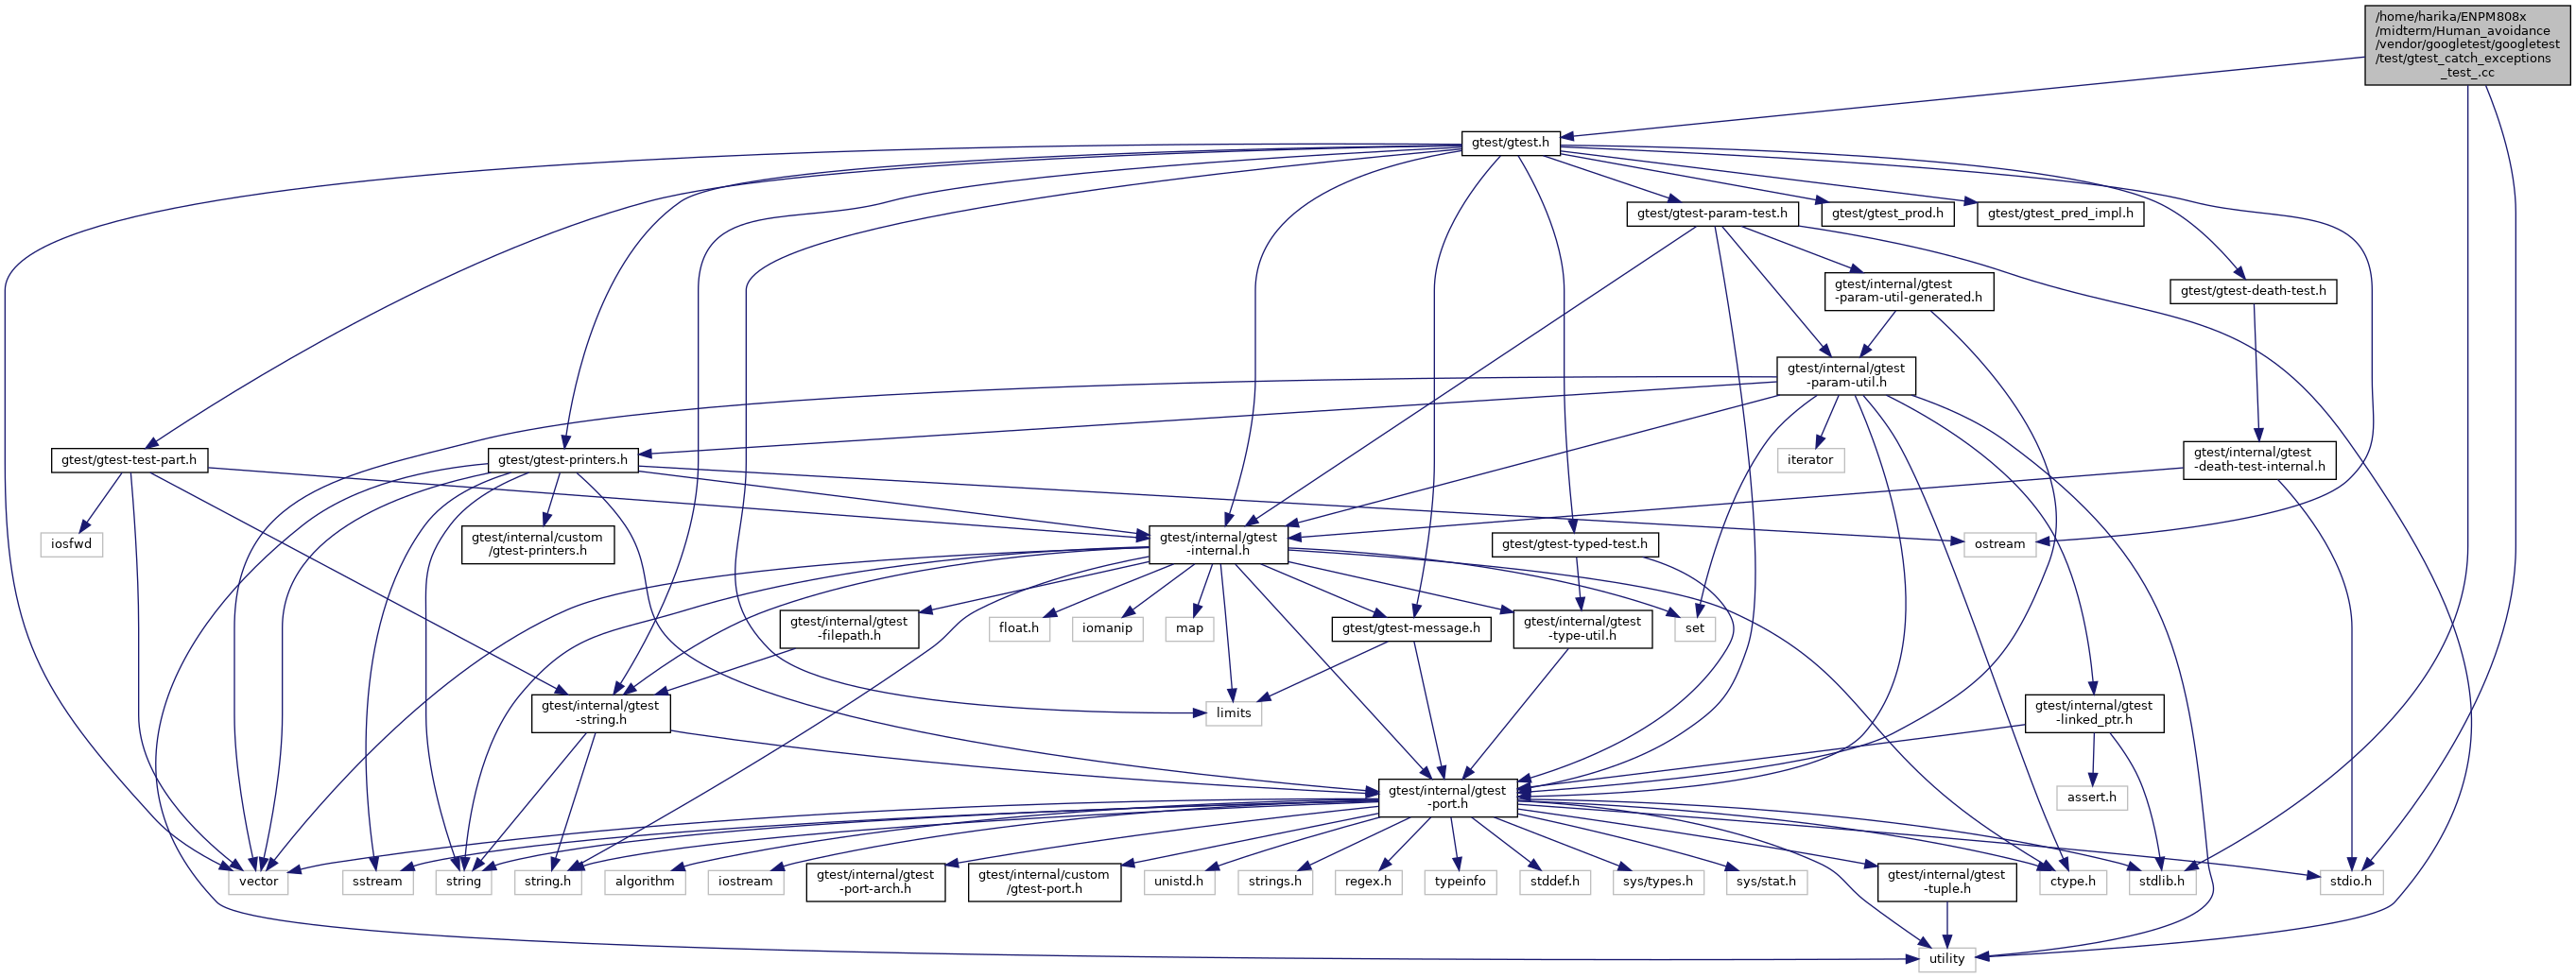 /home/harika/ENPM808x
/midterm/Human_avoidance
/vendor/googletest/googletest
/test/gtest_catch_exceptions
_test_.cc
gtest/gtest.h
gtest/gtest-param-test.h
gtest/gtest_prod.h
gtest/gtest_pred_impl.h
gtest/internal/gtest
-param-util-generated.h
gtest/gtest-death-test.h
gtest/internal/gtest
-param-util.h
gtest/gtest-test-part.h
gtest/gtest-printers.h
iterator
gtest/internal/gtest
-death-test-internal.h
iosfwd
gtest/internal/custom
/gtest-printers.h
gtest/internal/gtest
-internal.h
gtest/gtest-typed-test.h
ostream
gtest/internal/gtest
-filepath.h
float.h
iomanip
map
gtest/gtest-message.h
gtest/internal/gtest
-type-util.h
set
gtest/internal/gtest
-string.h
limits
gtest/internal/gtest
-linked_ptr.h
gtest/internal/gtest
-port.h
assert.h
vector
sstream
string
string.h
algorithm
iostream
gtest/internal/gtest
-port-arch.h
gtest/internal/custom
/gtest-port.h
unistd.h
strings.h
regex.h
typeinfo
stddef.h
sys/types.h
sys/stat.h
gtest/internal/gtest
-tuple.h
ctype.h
stdlib.h
stdio.h
utility